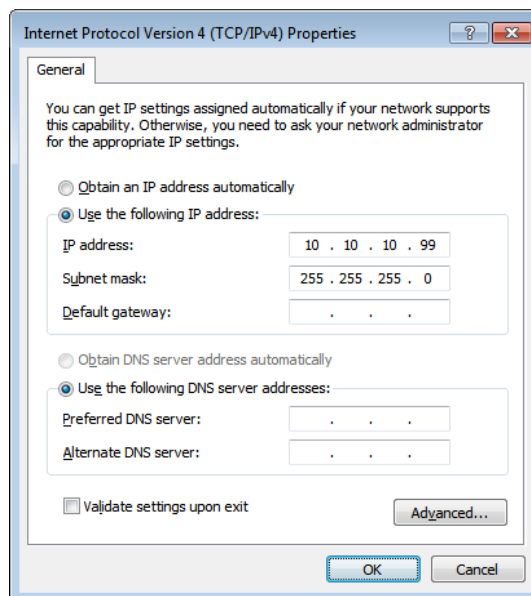 Internet Protocol Version 4 (TCP/IPv4) Properties
General
You can get IP settings assigned automatically if your network supports
this capability. Otherwise, you need to ask your network administrator
for the appropriate IP settings.
Obtain an IP address automatically
Use the following IP address:
IP address: 10 . 10 . 10 . 99
Subnet mask: 255 . 255 . 255 . 0
Default gateway: . . .
Obtain DNS server address automatically
Use the following DNS server addresses:
Preferred DNS server: . . .
Alternate DNS server: . . .
Validate settings upon exit
Advanced...
OK Cancel